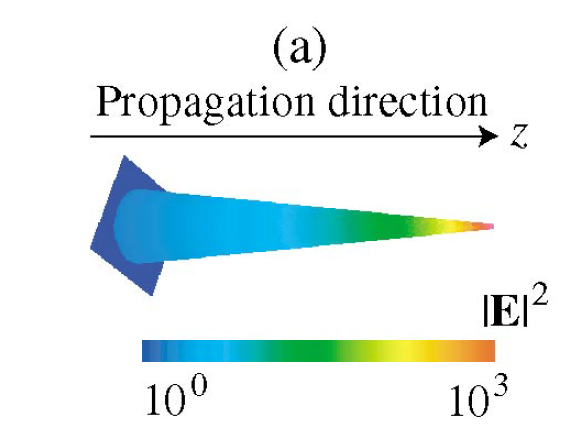 (a)
Propagation direction
z
|E|²
10⁰ 10³